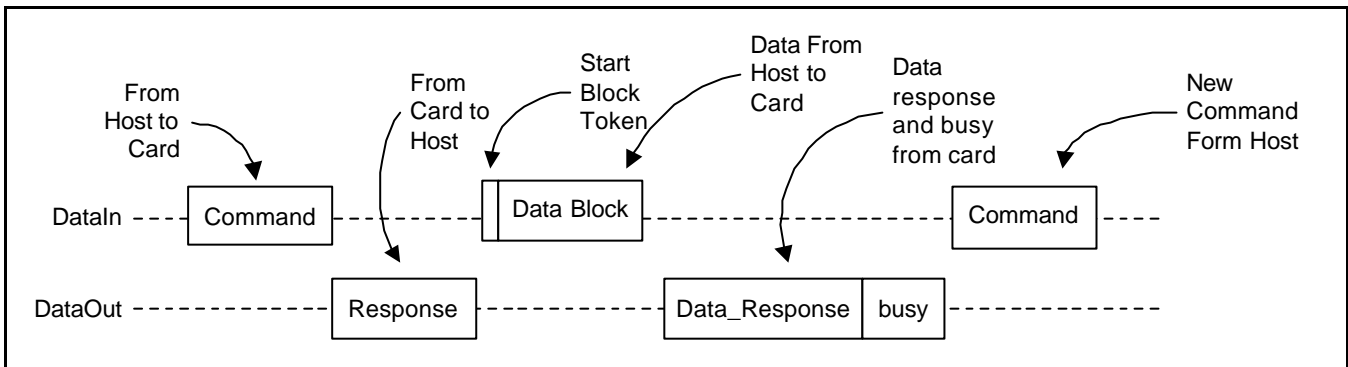 From
Host to
Card
From
Card to
Host
Start
Block
Token
Data From
Host to
Card
Data
response
and busy
from card
New
Command
Form Host
DataIn
Command
Data Block
Command
DataOut
Response
Data_Response
busy